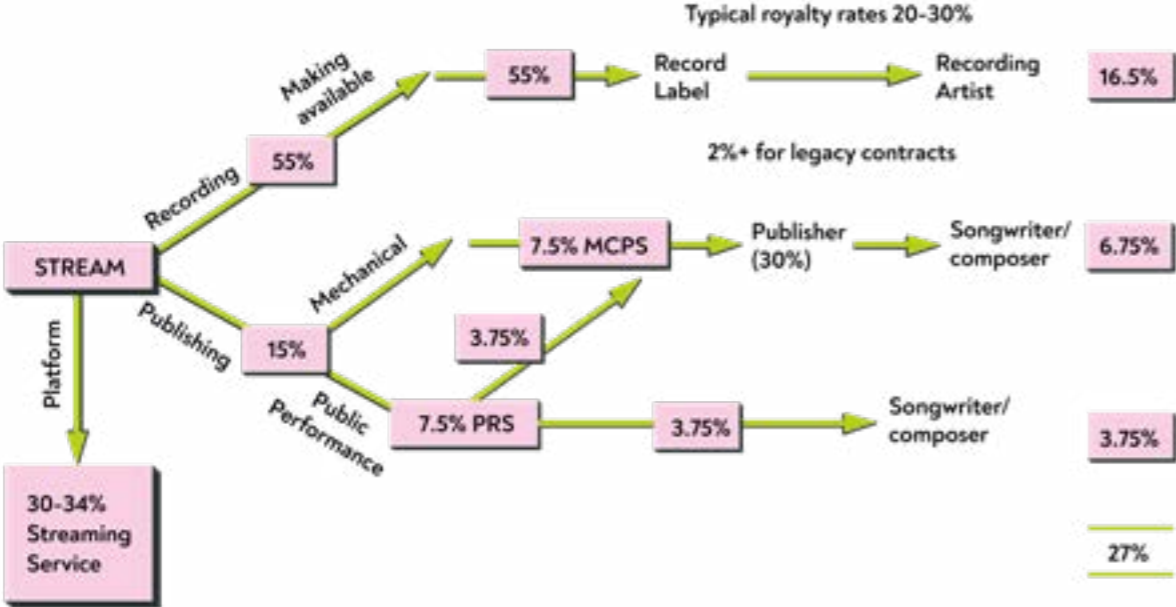 Typical royalty rates 20-30%
Making
available
55%
Record
Label
Recording
Artist
16.5%
55%
2%+ for legacy contracts
Recording
STREAM
Mechanical
7.5% MCPS
Publisher
(30%)
Songwriter/
composer
6.75%
Publishing
15%
3.75%
Platform
Public
Performance
7.5% PRS
3.75%
Songwriter/
composer
3.75%
30-34%
Streaming
Service
27%